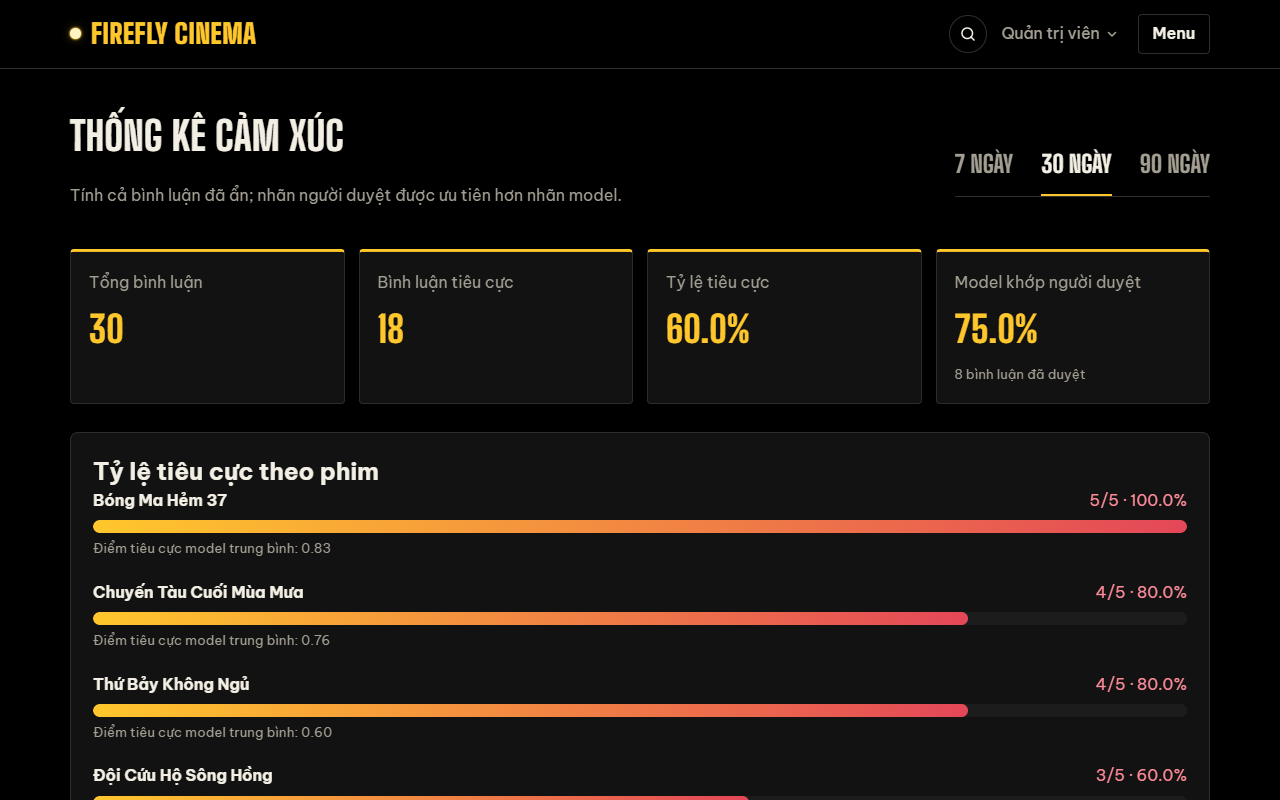 FIREFLY CINEMA
Quản trị viên
Menu
THỐNG KÊ CẢM XÚC
Tính cả bình luận đã ẩn; nhãn người duyệt được ưu tiên hơn nhãn model.
7 NGÀY
30 NGÀY
90 NGÀY
Tổng bình luận
30
Bình luận tiêu cực
18
Tỷ lệ tiêu cực
60.0%
Model khớp người duyệt
75.0%
8 bình luận đã duyệt
Tỷ lệ tiêu cực theo phim
Bóng Ma Hẻm 37
5/5 · 100.0%
Điểm tiêu cực model trung bình: 0.83
Chuyến Tàu Cuối Mùa Mưa
4/5 · 80.0%
Điểm tiêu cực model trung bình: 0.76
Thứ Bảy Không Ngủ
4/5 · 80.0%
Điểm tiêu cực model trung bình: 0.60
Đội Cứu Hộ Sông Hồng
3/5 · 60.0%